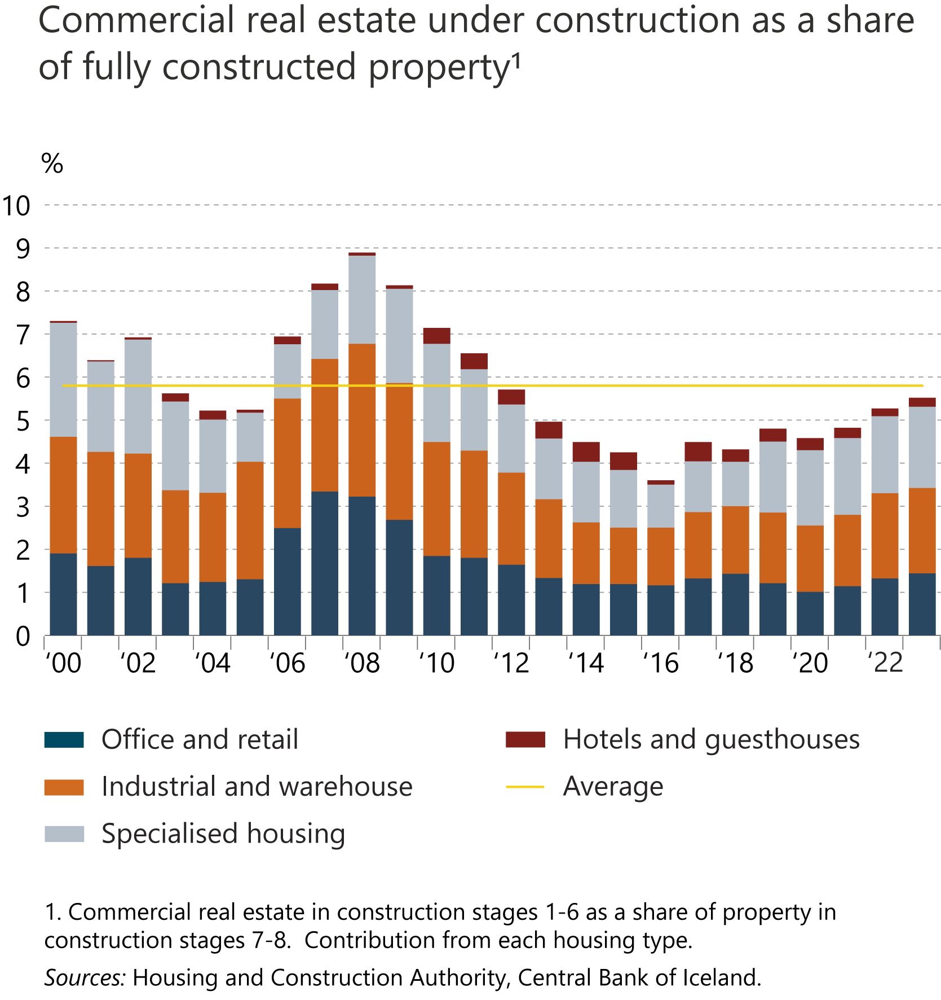 Commercial real estate under construction as a share
of fully constructed property¹
%
10
9
8
7
6
5
4
3
2
1
0
‘00 ‘02 ‘04 ‘06 ‘08 ‘10 ‘12 ‘14 ‘16 ‘18 ‘20 ‘22
Office and retail
Industrial and warehouse
Specialised housing
Hotels and guesthouses
Average
1. Commercial real estate in construction stages 1-6 as a share of property in
construction stages 7-8.  Contribution from each housing type.
Sources: Housing and Construction Authority, Central Bank of Iceland.